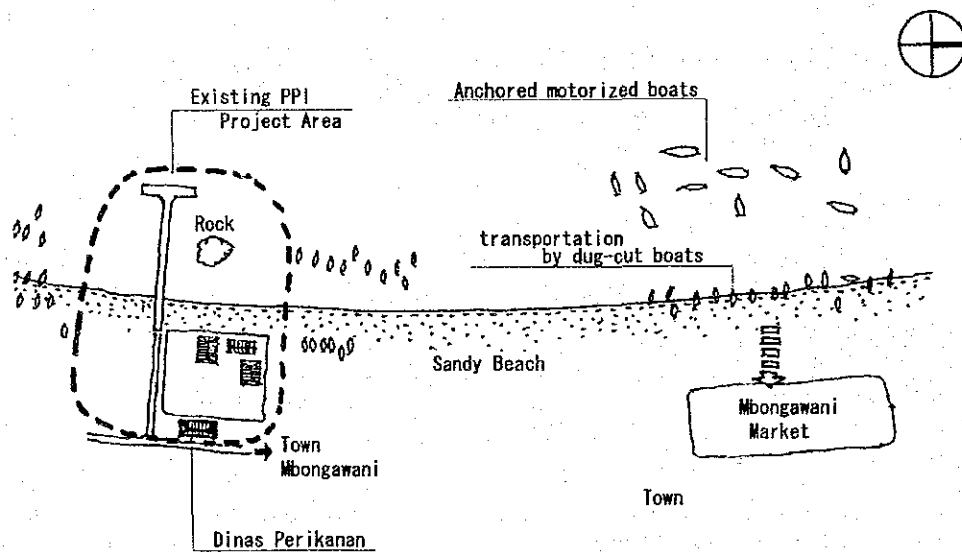 Existing PPI
Project Area
Anchored motorized boats
Rock
transportation
by dug-cut boats
Sandy Beach
Mbongawani
Market
Town
Mbongawani
Town
Dinas Perikanan